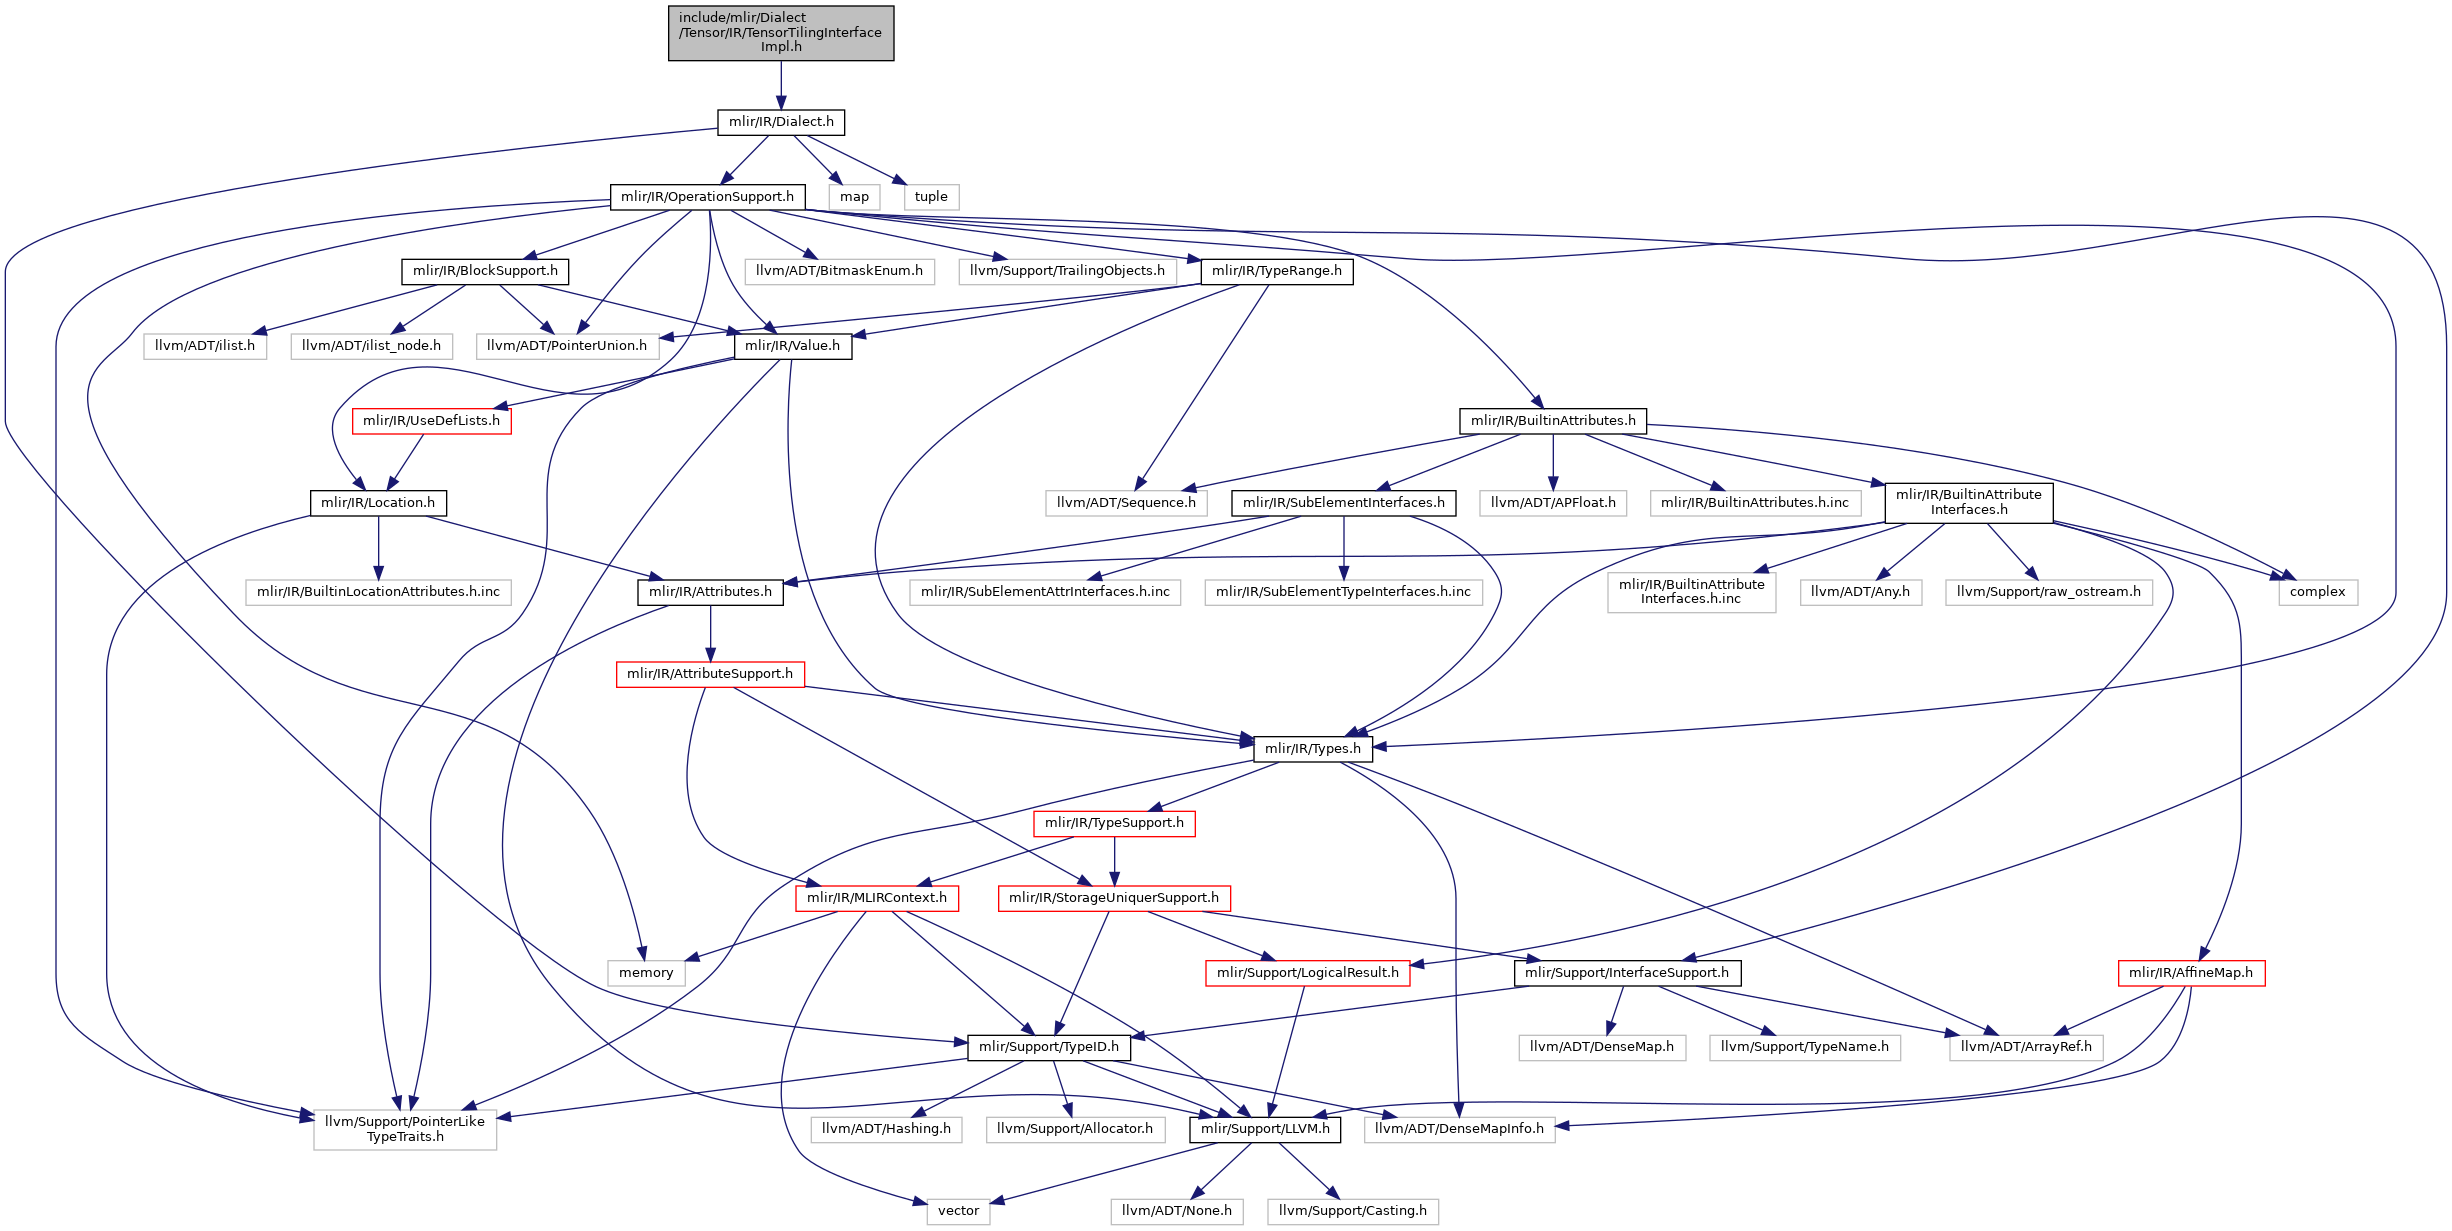 include/mlir/Dialect
/Tensor/IR/TensorTilingInterface
Impl.h
mlir/IR/Dialect.h
mlir/IR/OperationSupport.h
map
tuple
mlir/IR/BlockSupport.h
llvm/ADT/BitmaskEnum.h
llvm/Support/TrailingObjects.h
mlir/IR/TypeRange.h
llvm/ADT/ilist.h
llvm/ADT/ilist_node.h
llvm/ADT/PointerUnion.h
mlir/IR/Value.h
mlir/IR/UseDefLists.h
mlir/IR/BuiltinAttributes.h
mlir/IR/Location.h
llvm/ADT/Sequence.h
mlir/IR/SubElementInterfaces.h
llvm/ADT/APFloat.h
mlir/IR/BuiltinAttributes.h.inc
mlir/IR/BuiltinAttribute
Interfaces.h
mlir/IR/BuiltinLocationAttributes.h.inc
mlir/IR/Attributes.h
mlir/IR/SubElementAttrInterfaces.h.inc
mlir/IR/SubElementTypeInterfaces.h.inc
mlir/IR/BuiltinAttribute
Interfaces.h.inc
llvm/ADT/Any.h
llvm/Support/raw_ostream.h
complex
mlir/IR/AttributeSupport.h
mlir/IR/Types.h
mlir/IR/TypeSupport.h
mlir/IR/MLIRContext.h
mlir/IR/StorageUniquerSupport.h
memory
mlir/Support/LogicalResult.h
mlir/Support/InterfaceSupport.h
mlir/IR/AffineMap.h
mlir/Support/TypeID.h
llvm/ADT/DenseMap.h
llvm/Support/TypeName.h
llvm/ADT/ArrayRef.h
llvm/Support/PointerLike
TypeTraits.h
llvm/ADT/Hashing.h
llvm/Support/Allocator.h
mlir/Support/LLVM.h
llvm/ADT/DenseMapInfo.h
vector
llvm/ADT/None.h
llvm/Support/Casting.h